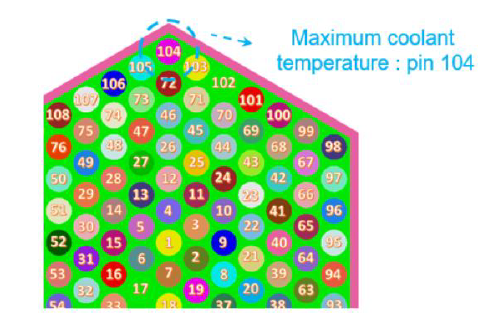 Maximum coolant
temperature : pin 104
104
105 103
106 72 102
107 73 71 101
108 74 46 70 100
75 47 45 69 99
76 48 26 44 68 98
49 27 25 43 67
50 28 12 24 42 97
29 13 11 23 66
51 14 4 10 41 96
30 5 3 22 65
52 15 1 9 40 95
31 6 2 21 64
53 16 7 8 39 94
32 17 19 20 63
54 33 18 37 38 93